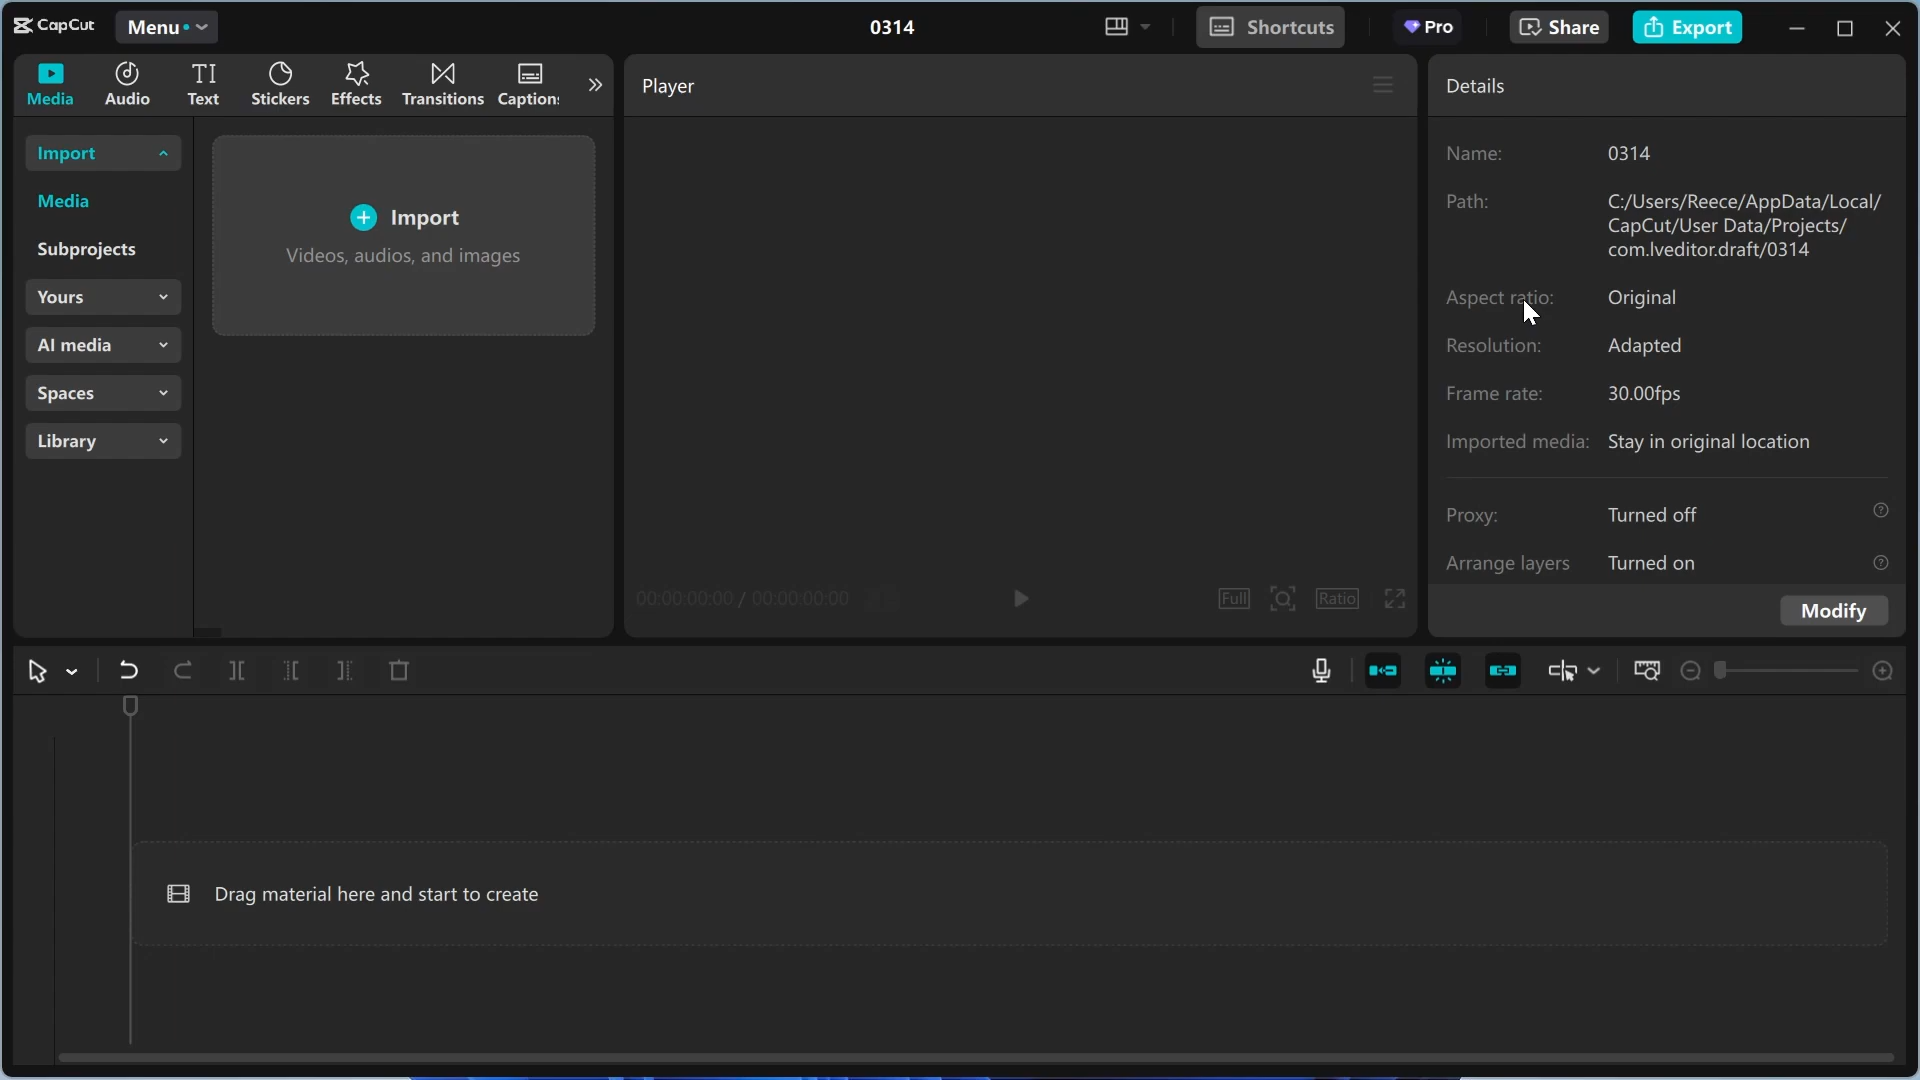 CapCut
Menu
0314
Shortcuts
Pro
Share
Export
Media
Audio
TI
Text
Stickers
Effects
Transitions
Caption
Player
Details
Import
Media
Subprojects
Yours
AI media
Spaces
Library
Import
Videos, audios, and images
Name: 0314
Path: C:/Users/Reece/AppData/Local/
CapCut/User Data/Projects/
com.lveditor.draft/0314
Aspect ratio: Original
Resolution: Adapted
Frame rate: 30.00fps
Imported media: Stay in original location
Proxy: Turned off
Arrange layers Turned on
Modify
00:00:00:00 / 00:00:00:00
Full
Ratio
Drag material here and start to create